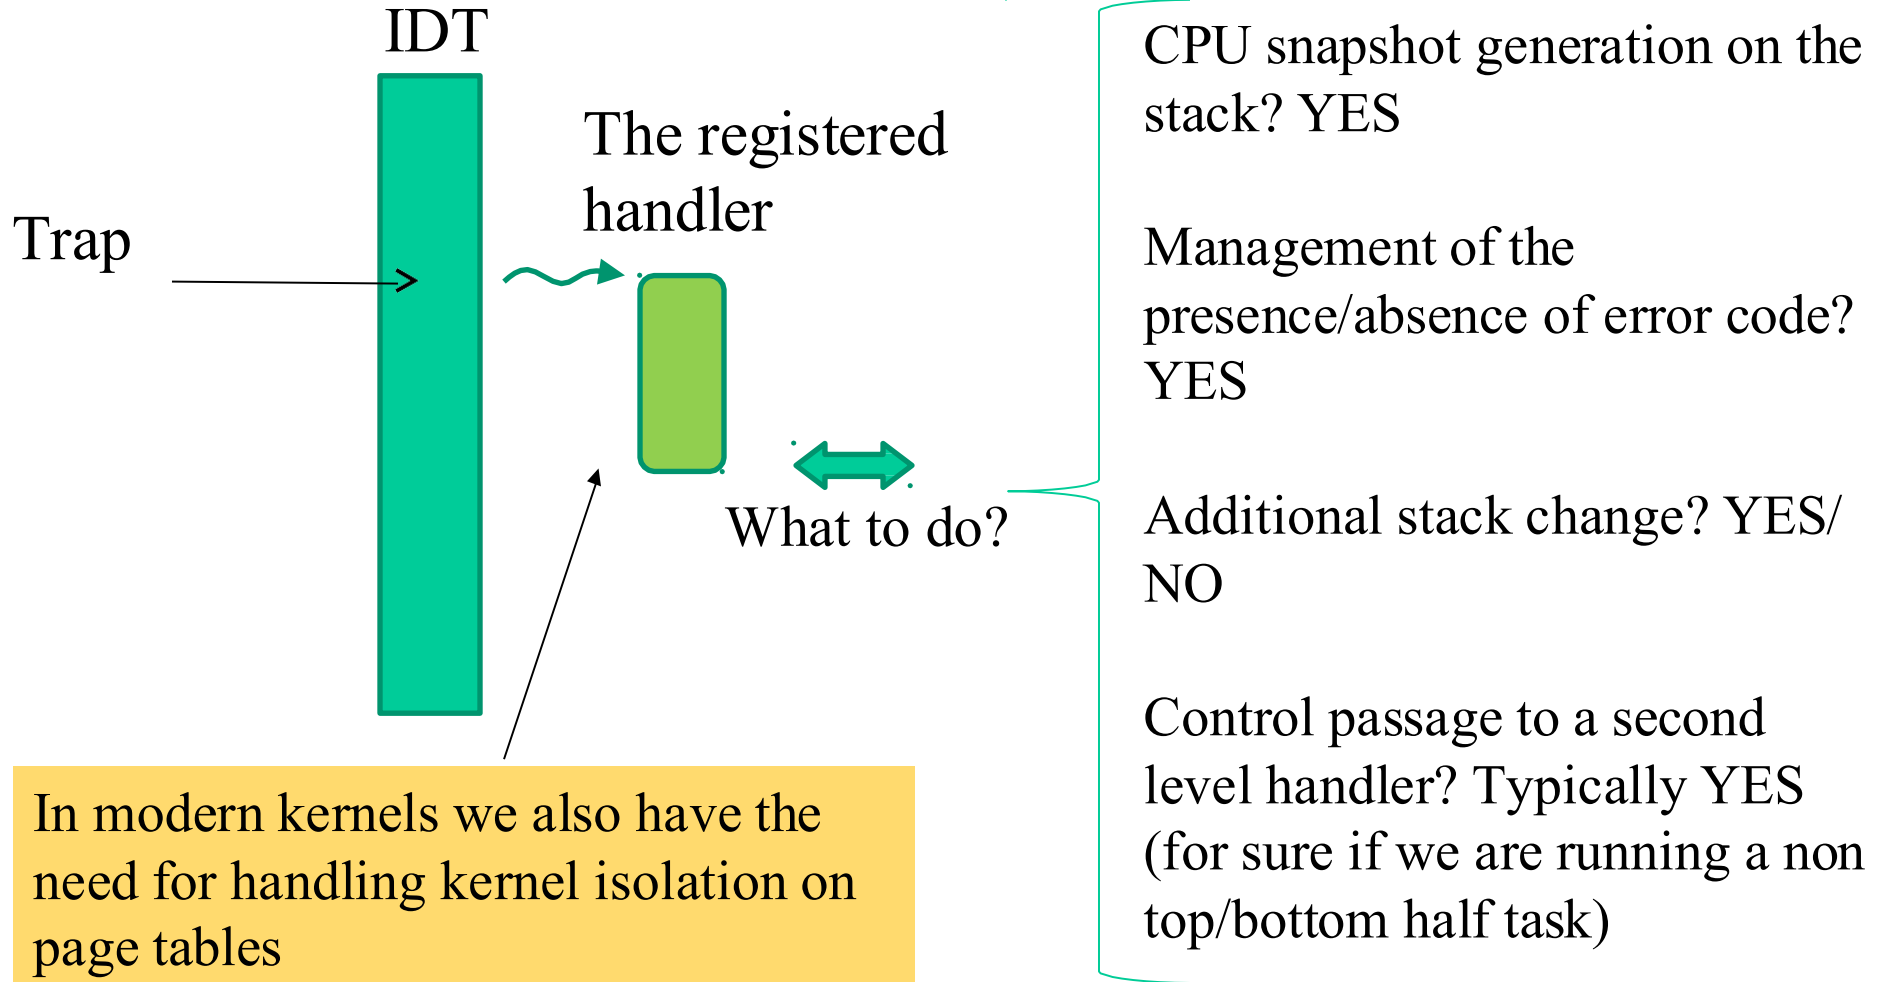 IDT
The registered
handler
Trap
What to do?
In modern kernels we also have the
need for handling kernel isolation on
page tables
CPU snapshot generation on the
stack? YES
Management of the
presence/absence of error code?
YES
Additional stack change? YES/
NO
Control passage to a second
level handler? Typically YES
(for sure if we are running a non
top/bottom half task)